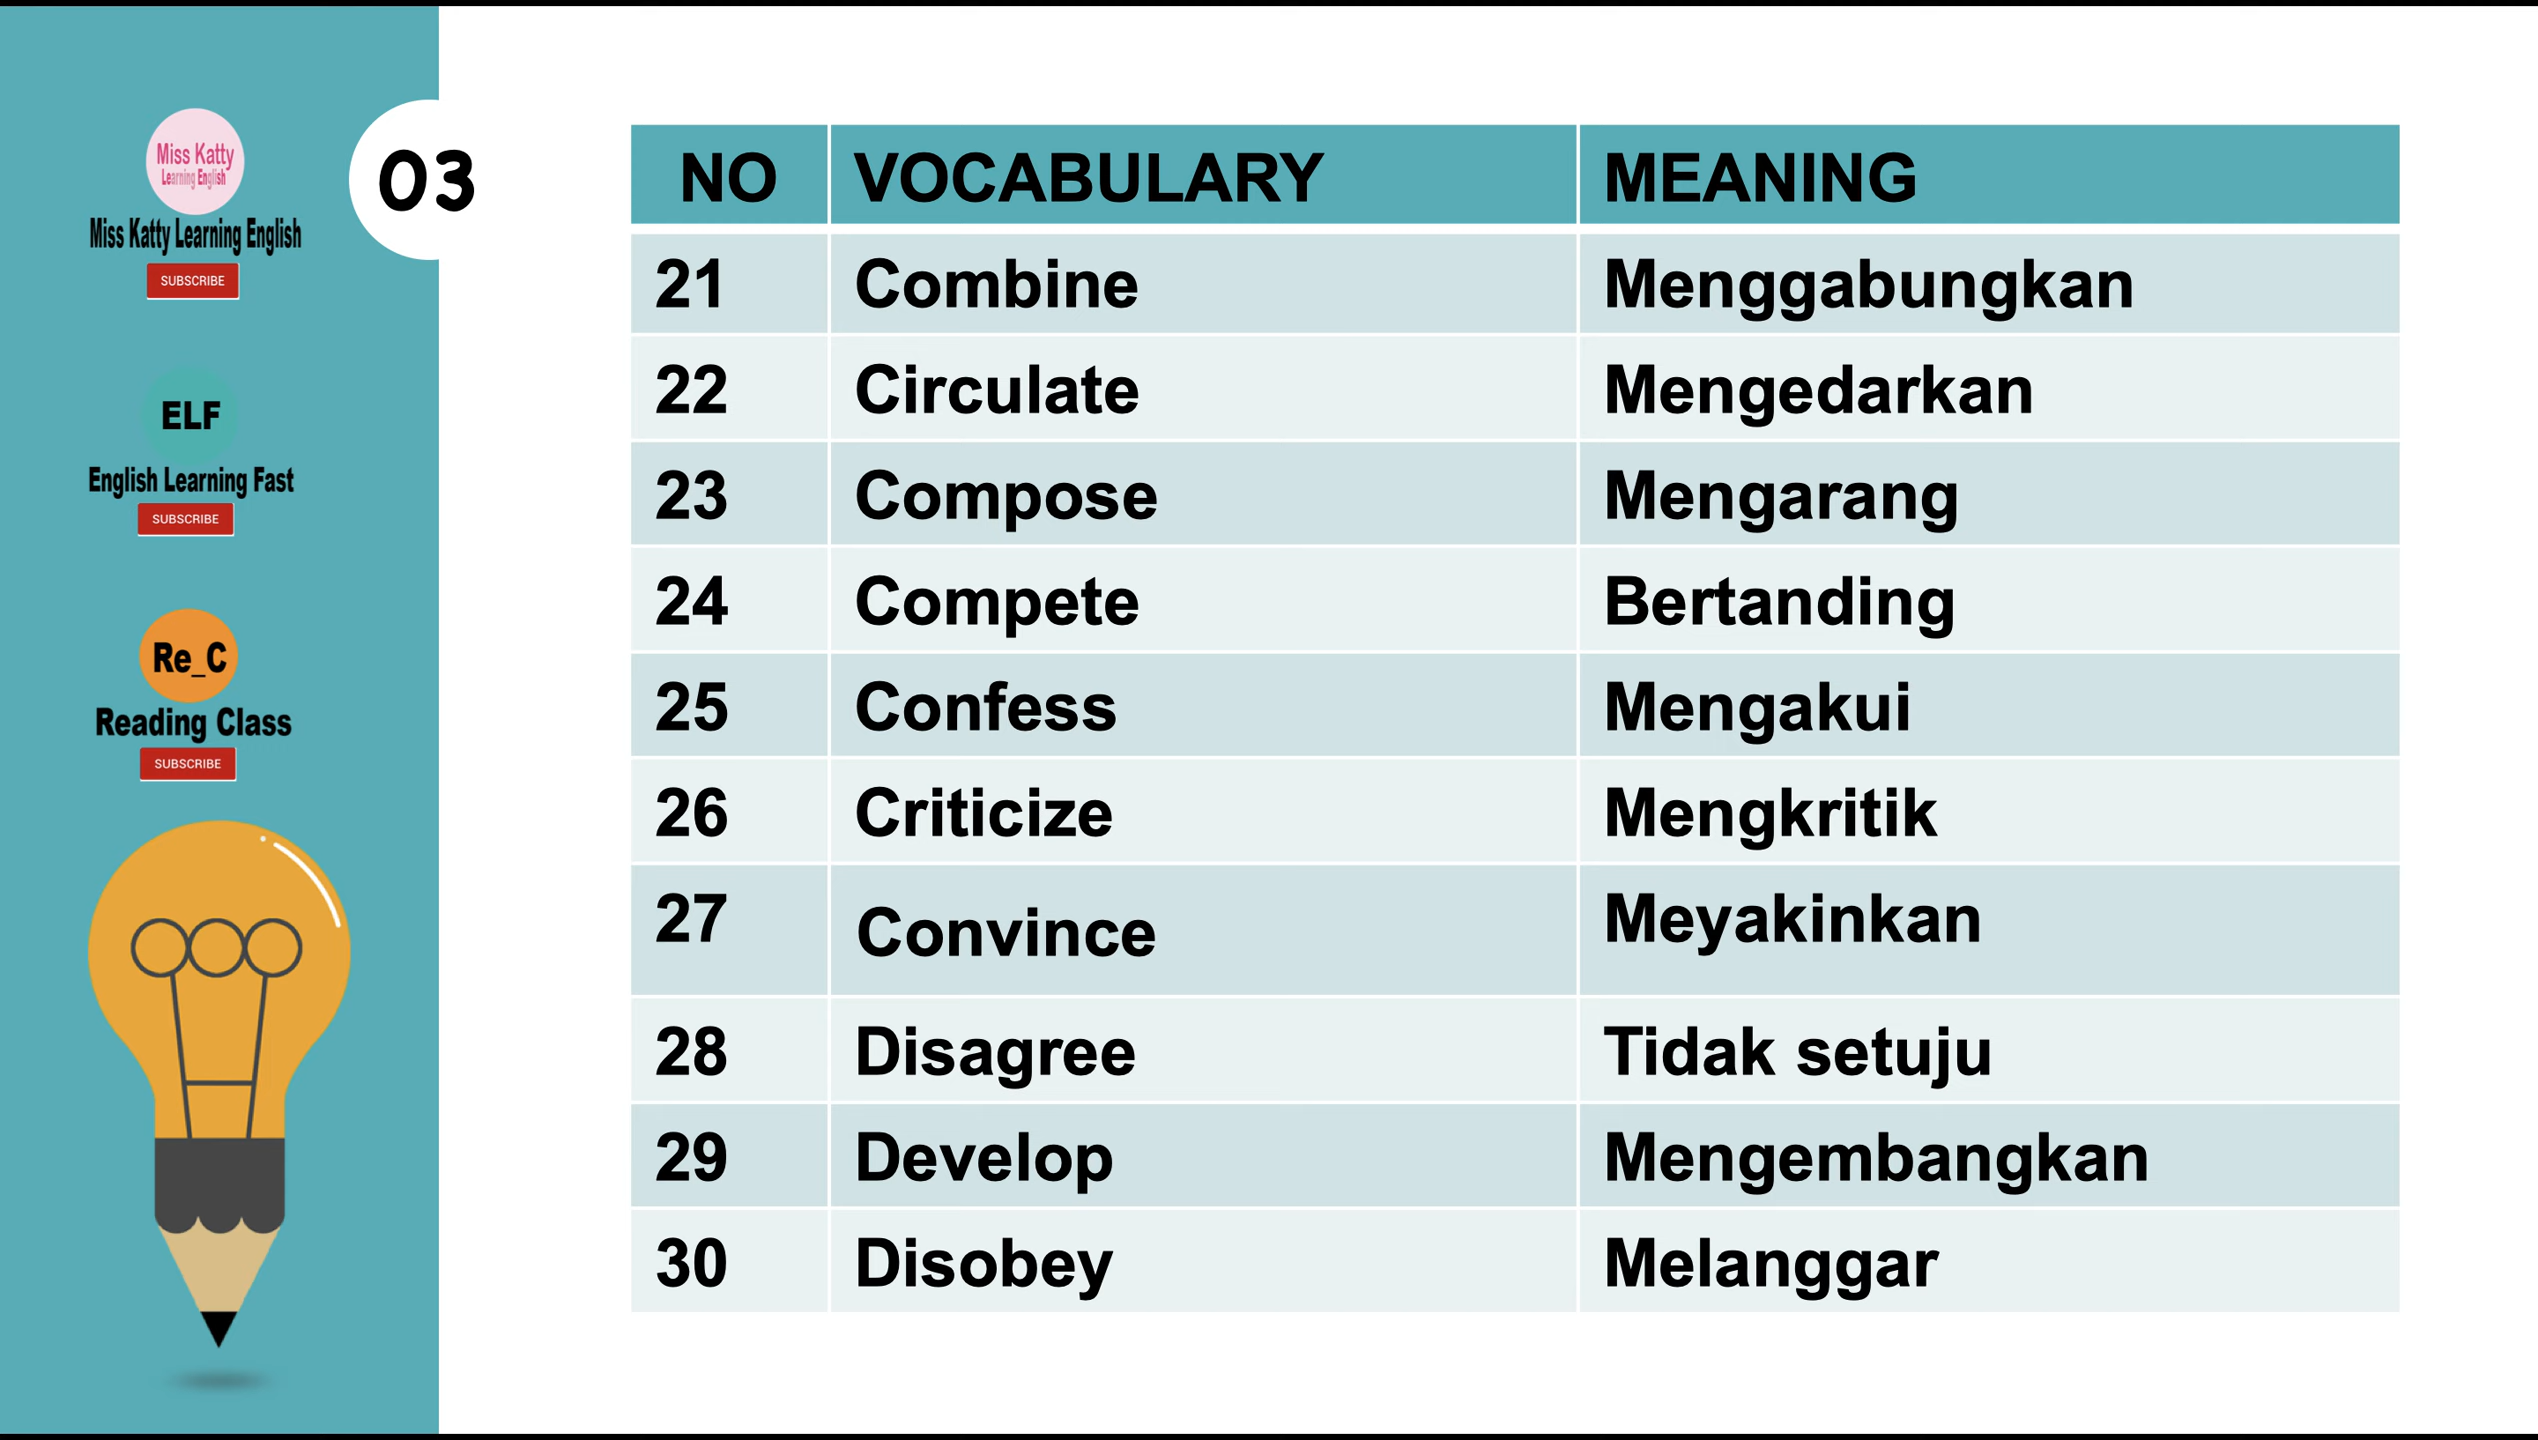 Miss Katty
Learning English
Miss Katty Learning English
SUBSCRIBE
ELF
English Learning Fast
SUBSCRIBE
Re_C
Reading Class
SUBSCRIBE
03
NO VOCABULARY MEANING
21 Combine Menggabungkan
22 Circulate Mengedarkan
23 Compose Mengarang
24 Compete Bertanding
25 Confess Mengakui
26 Criticize Mengkritik
27 Convince Meyakinkan
28 Disagree Tidak setuju
29 Develop Mengembangkan
30 Disobey Melanggar